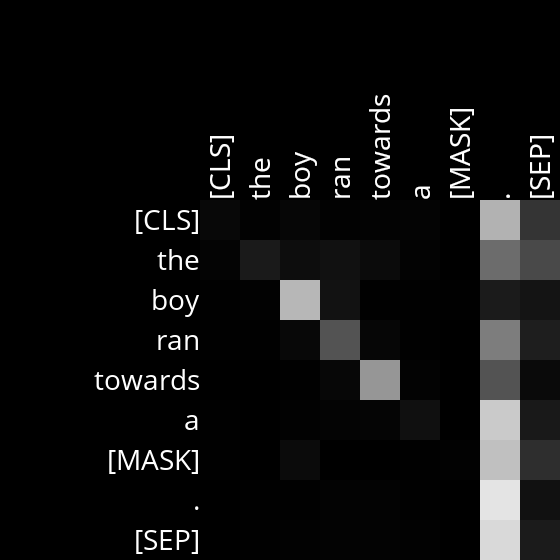 [CLS]
the
boy
ran
towards
a
[MASK]
.
[SEP]
[CLS]
the
boy
ran
towards
a
[MASK]
.
[SEP]